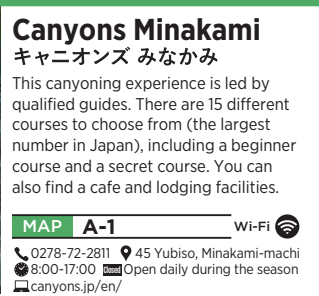 Canyons Minakami
キャニオンズ みなかみ
This canyoning experience is led by
qualified guides. There are 15 different
courses to choose from (the largest
number in Japan), including a beginner
course and a secret course. You can
also find a cafe and lodging facilities.
MAP A-1 Wi-Fi
0278-72-2811 45 Yubiso, Minakami-machi
8:00-17:00 Closed Open daily during the season
canyons.jp/en/